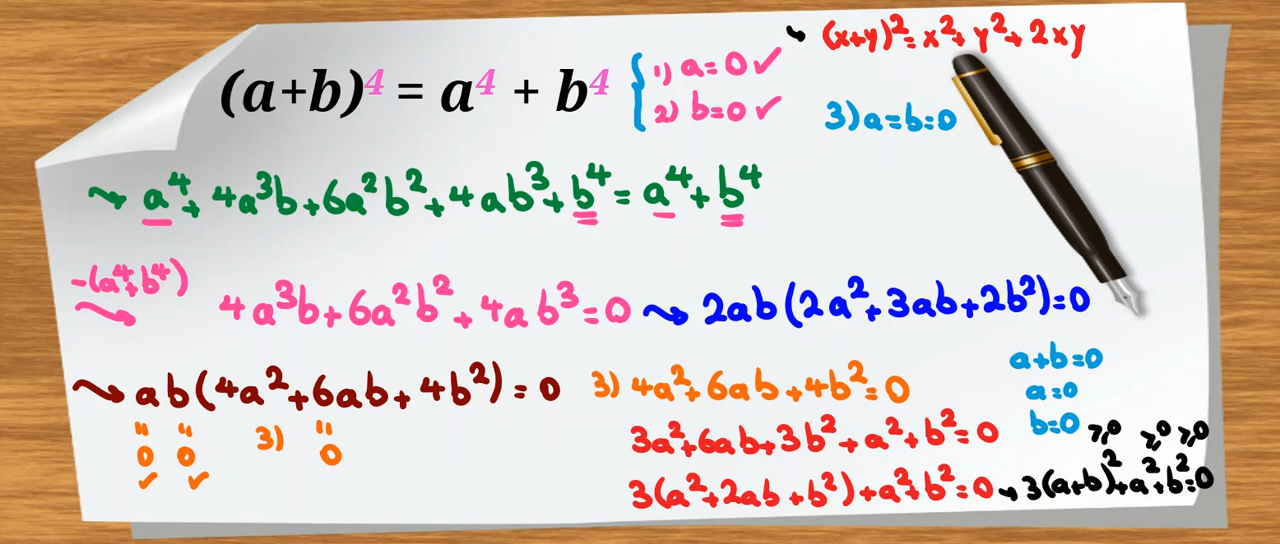 (x+y)²=x²+y²+2xy
(a+b)⁴ = a⁴ + b⁴
1) a=0 ✓
2) b=0 ✓
3) a=b=0
a⁴+4a³b+6a²b²+4ab³+b⁴=a⁴+b⁴
-(a⁴+b⁴)
4a³b+6a²b²+4ab³=0 ⇝ 2ab(2a²+3ab+2b²)=0
⇝ ab(4a²+6ab+4b²)=0
" " "
0 0 3) 0
✓ ✓
3) 4a²+6ab+4b²=0
3a²+6ab+3b²+a²+b²=0
3(a²+2ab+b²)+a²+b²=0
a+b=0
a=0
b=0
≥0 ≥0 ≥0
3(a+b)²+a²+b²=0